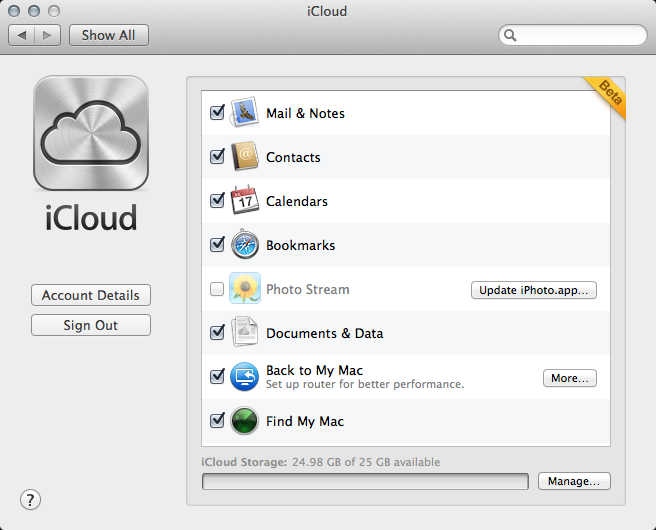 iCloud
Show All
Beta
Mail & Notes
@
Contacts
17
Calendars
Bookmarks
Photo Stream
Update iPhoto.app...
Documents & Data
Back to My Mac
Set up router for better performance.
More...
Find My Mac
iCloud
Account Details
Sign Out
iCloud Storage: 24.98 GB of 25 GB available
Manage...
?